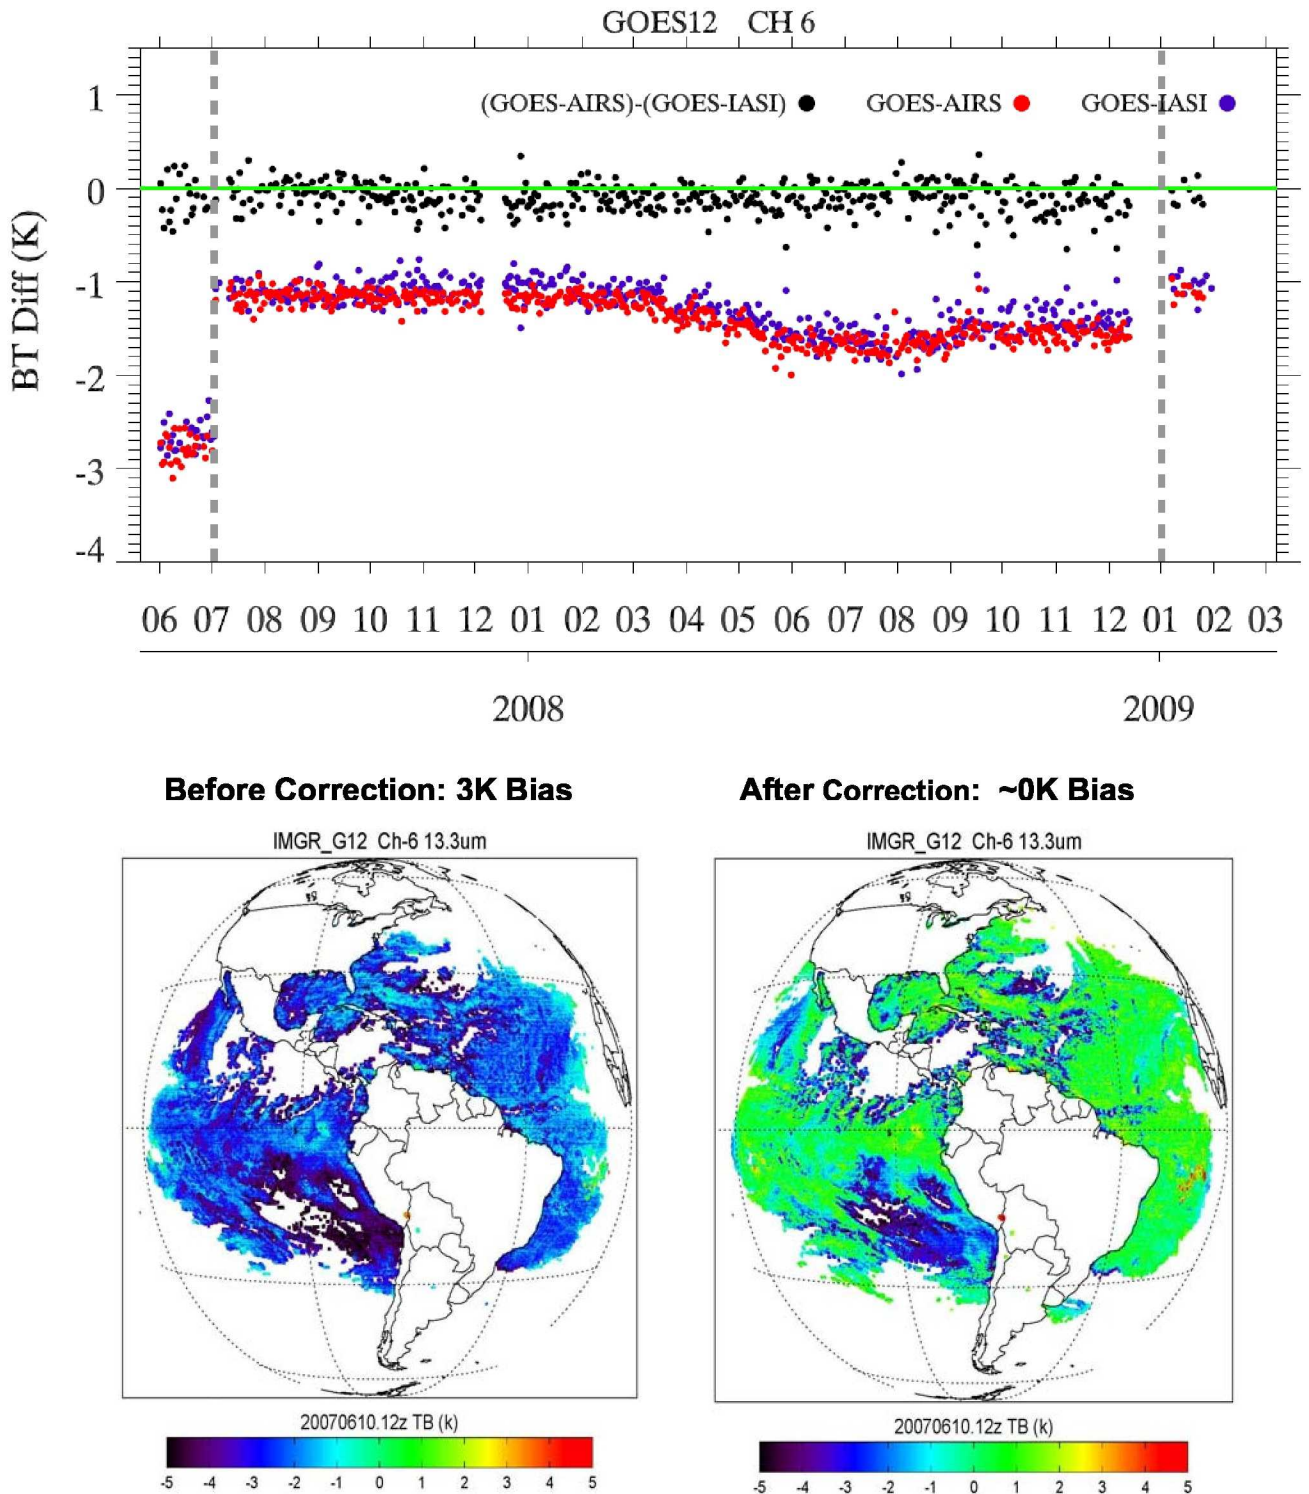 GOES12 CH 6
(GOES-AIRS)-(GOES-IASI) GOES-AIRS GOES-IASI
BT Diff (K)
1
0
-1
-2
-3
-4
06 07 08 09 10 11 12 01 02 03 04 05 06 07 08 09 10 11 12 01 02 03
2008 2009
Before Correction: 3K Bias
After Correction: ~0K Bias
IMGR_G12 Ch-6 13.3um
IMGR_G12 Ch-6 13.3um
20070610.12z TB (k)
20070610.12z TB (k)
-5 -4 -3 -2 -1 0 1 2 3 4 5
-5 -4 -3 -2 -1 0 1 2 3 4 5